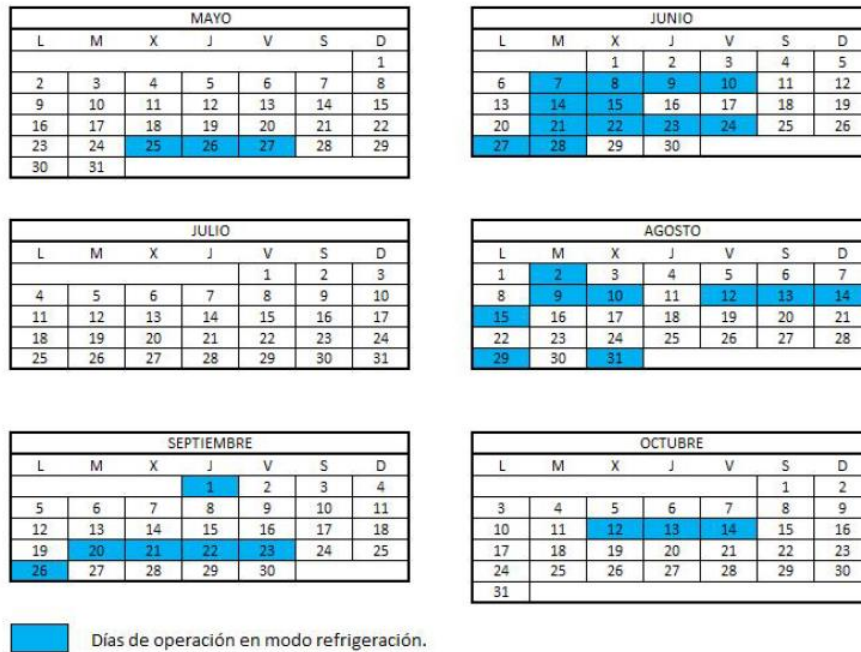 MAYO
L M X J V S D
1
2 3 4 5 6 7 8
9 10 11 12 13 14 15
16 17 18 19 20 21 22
23 24 25 26 27 28 29
30 31
JUNIO
L M X J V S D
1 2 3 4 5
6 7 8 9 10 11 12
13 14 15 16 17 18 19
20 21 22 23 24 25 26
27 28 29 30
JULIO
L M X J V S D
1 2 3
4 5 6 7 8 9 10
11 12 13 14 15 16 17
18 19 20 21 22 23 24
25 26 27 28 29 30 31
AGOSTO
L M X J V S D
1 2 3 4 5 6 7
8 9 10 11 12 13 14
15 16 17 18 19 20 21
22 23 24 25 26 27 28
29 30 31
SEPTIEMBRE
L M X J V S D
1 2 3 4
5 6 7 8 9 10 11
12 13 14 15 16 17 18
19 20 21 22 23 24 25
26 27 28 29 30
OCTUBRE
L M X J V S D
1 2
3 4 5 6 7 8 9
10 11 12 13 14 15 16
17 18 19 20 21 22 23
24 25 26 27 28 29 30
31
Días de operación en modo refrigeración.